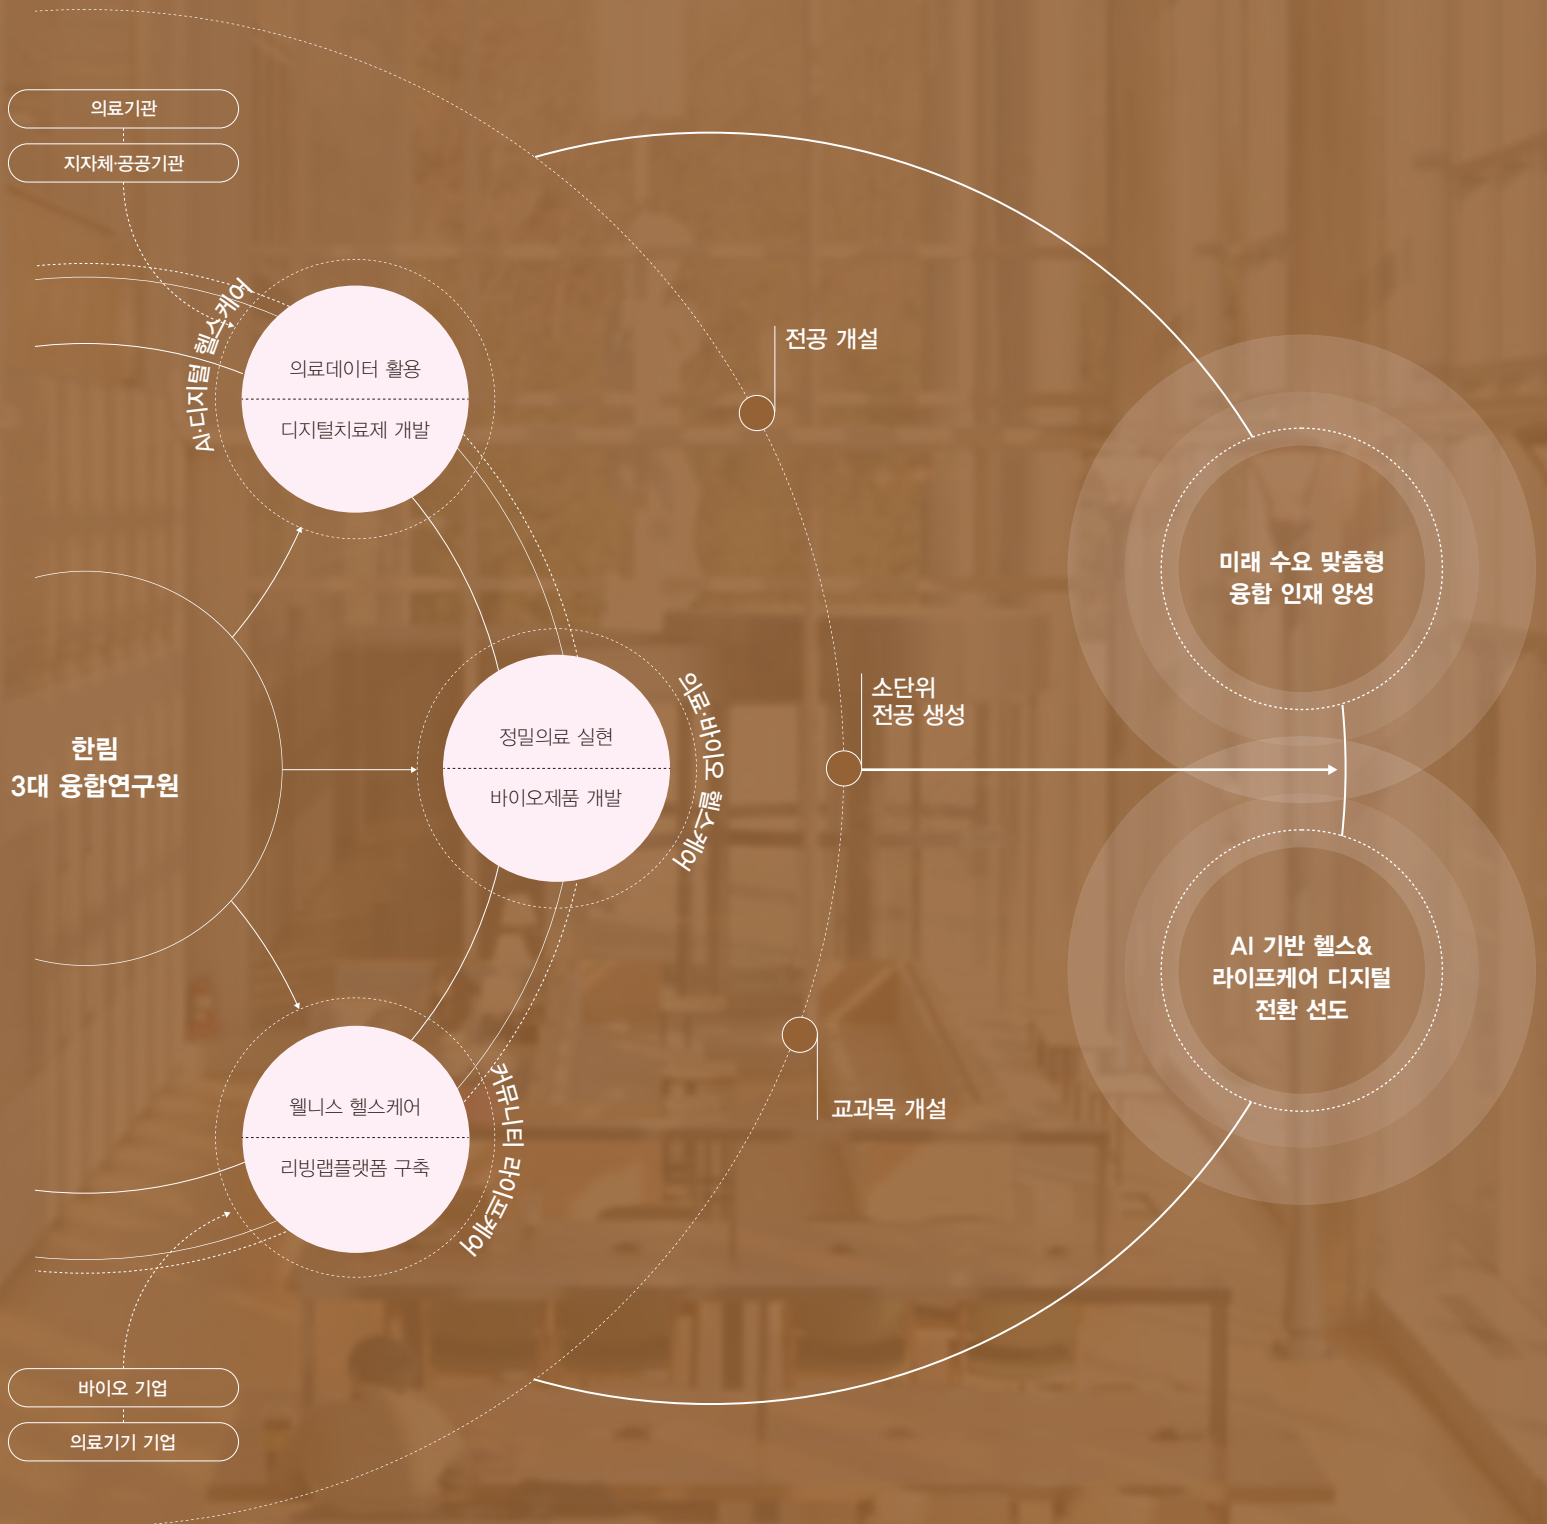 의료기관
지자체·공공기관
AI·디지털 헬스케어
의료데이터 활용
디지털치료제 개발
전공 개설
미래 수요 맞춤형
융합 인재 양성
한림
3대 융합연구원
정밀의료 실현
바이오제품 개발
의료·바이오 헬스케어
소단위
전공 생성
AI 기반 헬스&
라이프케어 디지털
전환 선도
웰니스 헬스케어
리빙랩플랫폼 구축
커뮤니티 라이프케어
교과목 개설
바이오 기업
의료기기 기업